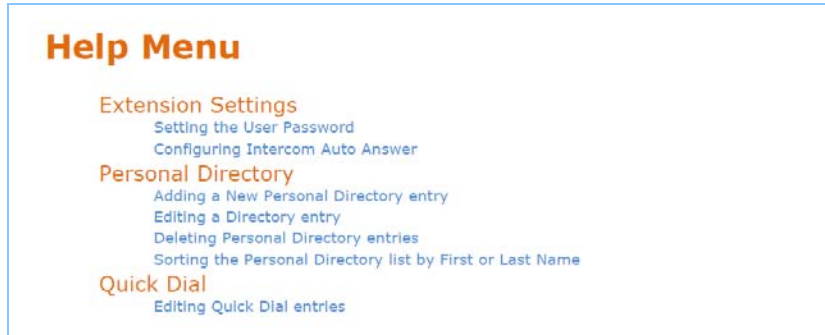 Help Menu
Extension Settings
Setting the User Password
Configuring Intercom Auto Answer
Personal Directory
Adding a New Personal Directory entry
Editing a Directory entry
Deleting Personal Directory entries
Sorting the Personal Directory list by First or Last Name
Quick Dial
Editing Quick Dial entries